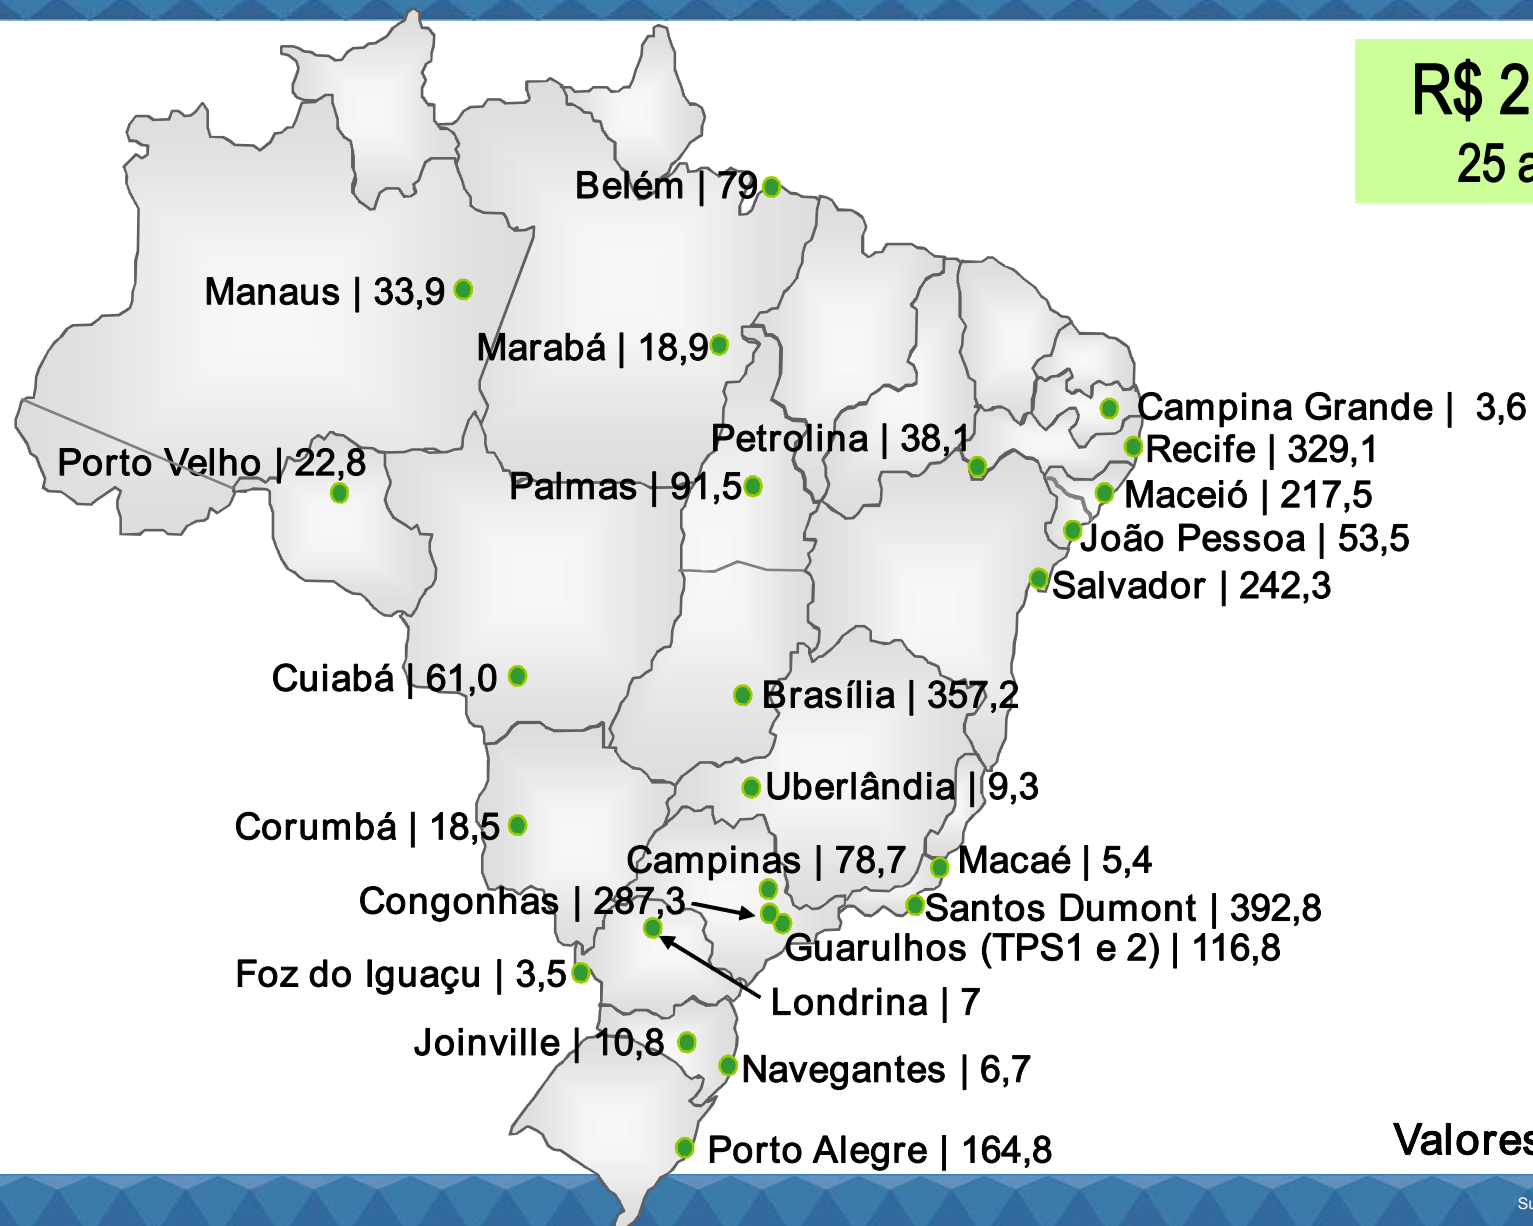 R$ 2
25 a
Belém | 79
Manaus | 33,9
Marabá | 18,9
Campina Grande | 3,6
Petrolina | 38,1
Recife | 329,1
Porto Velho | 22,8
Palmas | 91,5
Maceió | 217,5
João Pessoa | 53,5
Salvador | 242,3
Cuiabá | 61,0
Brasília | 357,2
Uberlândia | 9,3
Corumbá | 18,5
Campinas | 78,7
Macaé | 5,4
Congonhas | 287,3
Santos Dumont | 392,8
Guarulhos (TPS1 e 2) | 116,8
Foz do Iguaçu | 3,5
Londrina | 7
Joinville | 10,8
Navegantes | 6,7
Porto Alegre | 164,8
Valores
Su